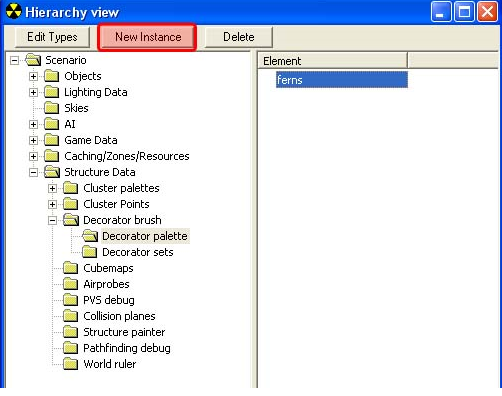 Hierarchy view
Edit Types New Instance Delete
Scenario
Objects
Lighting Data
Skies
AI
Game Data
Caching/Zones/Resources
Structure Data
Cluster palettes
Cluster Points
Decorator brush
Decorator palette
Decorator sets
Cubemaps
Airprobes
PVS debug
Collision planes
Structure painter
Pathfinding debug
World ruler
Element
ferns